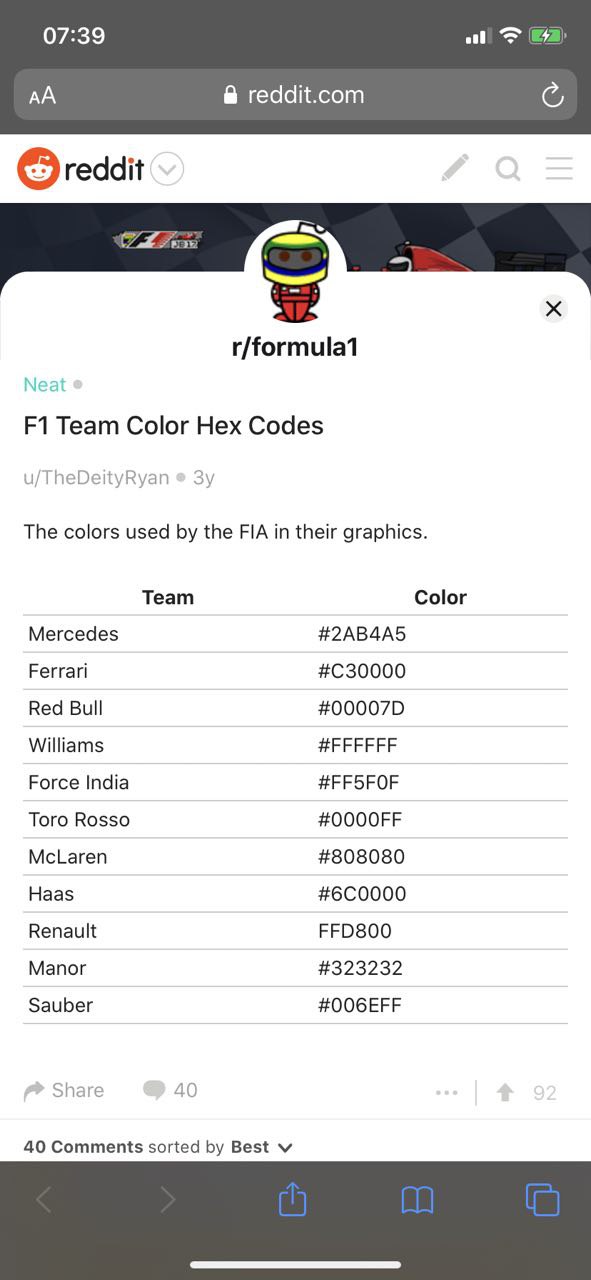 07:39
AA reddit.com
reddit
JB17
r/formula1
Neat
F1 Team Color Hex Codes
u/TheDeityRyan • 3y
The colors used by the FIA in their graphics.
Team Color
Mercedes #2AB4A5
Ferrari #C30000
Red Bull #00007D
Williams #FFFFFF
Force India #FF5F0F
Toro Rosso #0000FF
McLaren #808080
Haas #6C0000
Renault FFD800
Manor #323232
Sauber #006EFF
Share 40 92
40 Comments sorted by Best